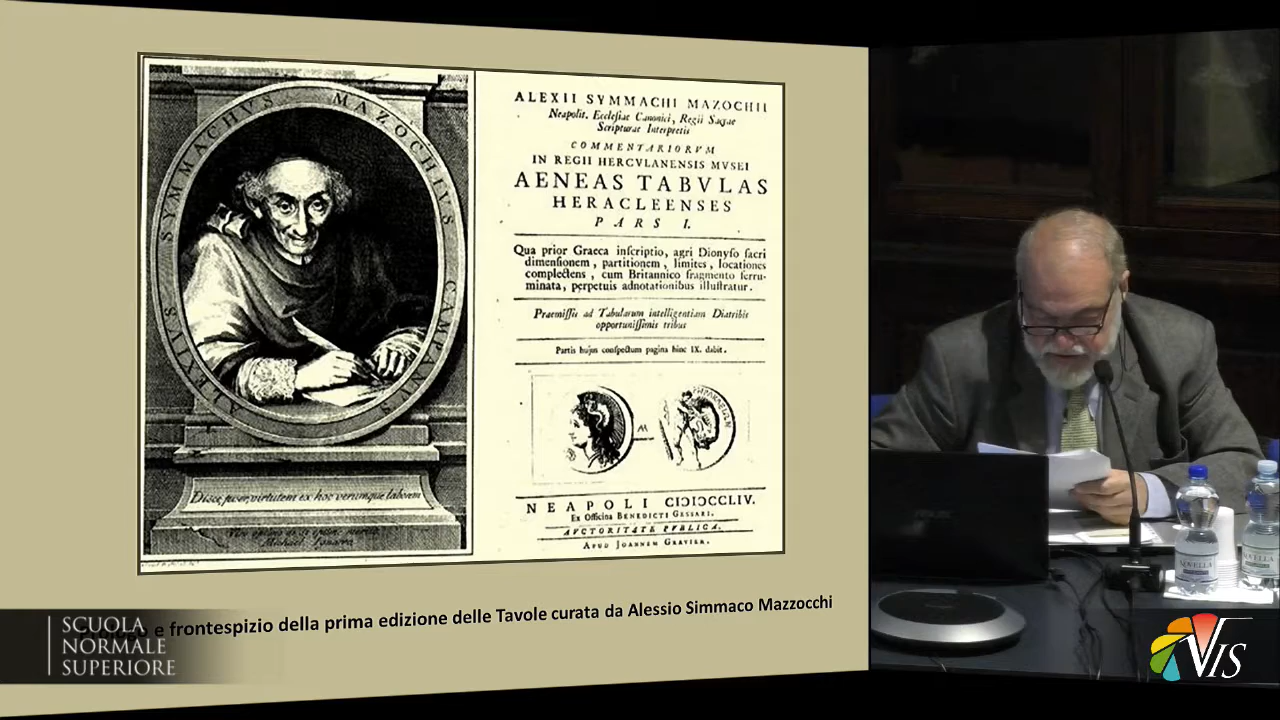 ALEXIUS SYMMACHVS MAZOCHIVS CAMPANVS
Disce, puer, virtutem ex hoc verumque laborem
ALEXII SYMMACHI MAZOCHII
Neapolit. Ecclesiae Canonici, Regii Sacrae
Scripturae Interpretis
COMMENTARIORVM
IN REGII HERCVLANENSIS MVSEI
AENEAS TABVLAS
HERACLEENSES
PARS I.
Qua prior Graeca inscriptio, agri Dionyso sacri
dimensionem, partitionem, limites, locationes
complectens, cum Britannico fragmento ferru-
minata, perpetuis adnotationibus illustratur.
Praemissis ad Tabularum intelligentiam Diatribis
opportunissimis tribus
Partis hujus conspectum pagina hinc IX. dabit.
NEAPOLI CIƆIƆCCLIV.
Ex Officina BENEDICTI GESSARI.
AVCTORITATE PVBLICA.
APUD JOANNEM GRAVIER.
e frontespizio della prima edizione delle Tavole curata da Alessio Simmaco Mazzocchi
SCUOLA
NORMALE
SUPERIORE
VIS